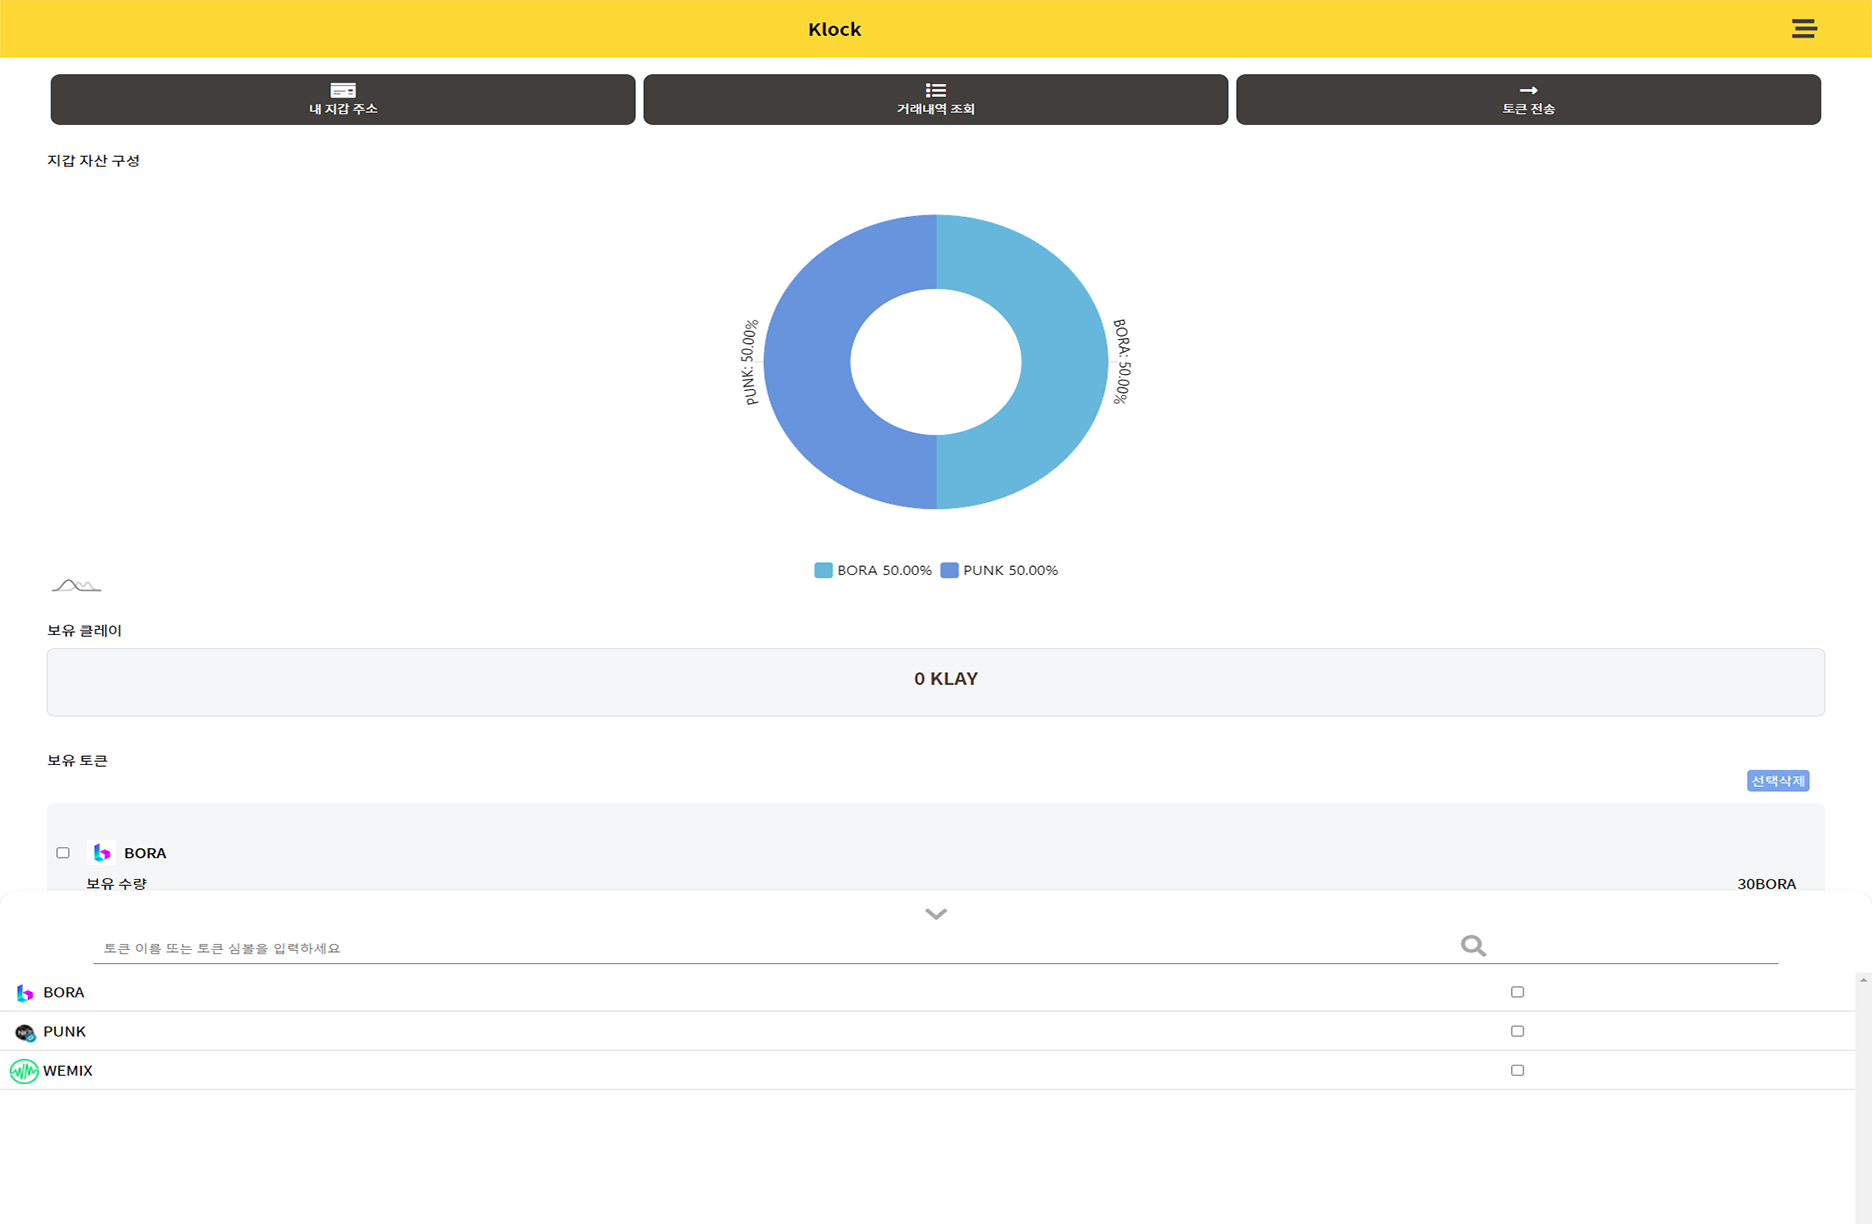 Klock
내 지갑 주소
거래내역 조회
토큰 전송
지갑 자산 구성
PUNK: 50.00%
BORA: 50.00%
BORA 50.00% PUNK 50.00%
보유 클레이
0 KLAY
보유 토큰
선택삭제
BORA
보유 수량 30BORA
토큰 이름 또는 토큰 심볼을 입력하세요
BORA
PUNK
WEMIX